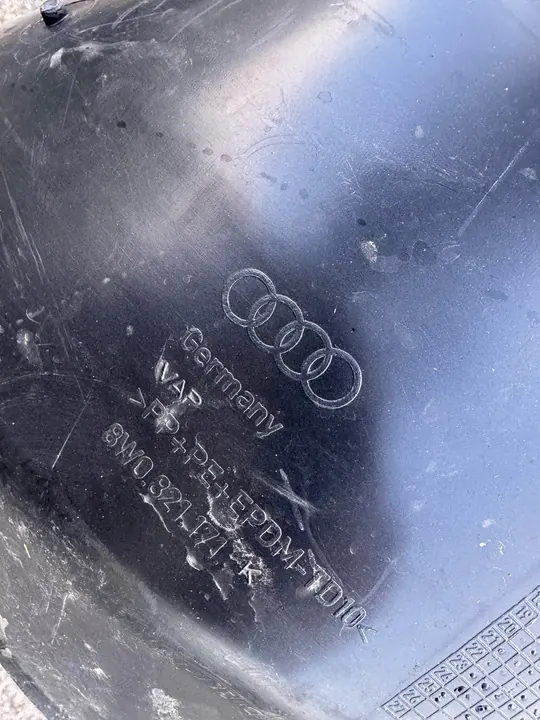 Germany
VAP
>PP+PE+EPDM-TD10<
8W0.821.171 K